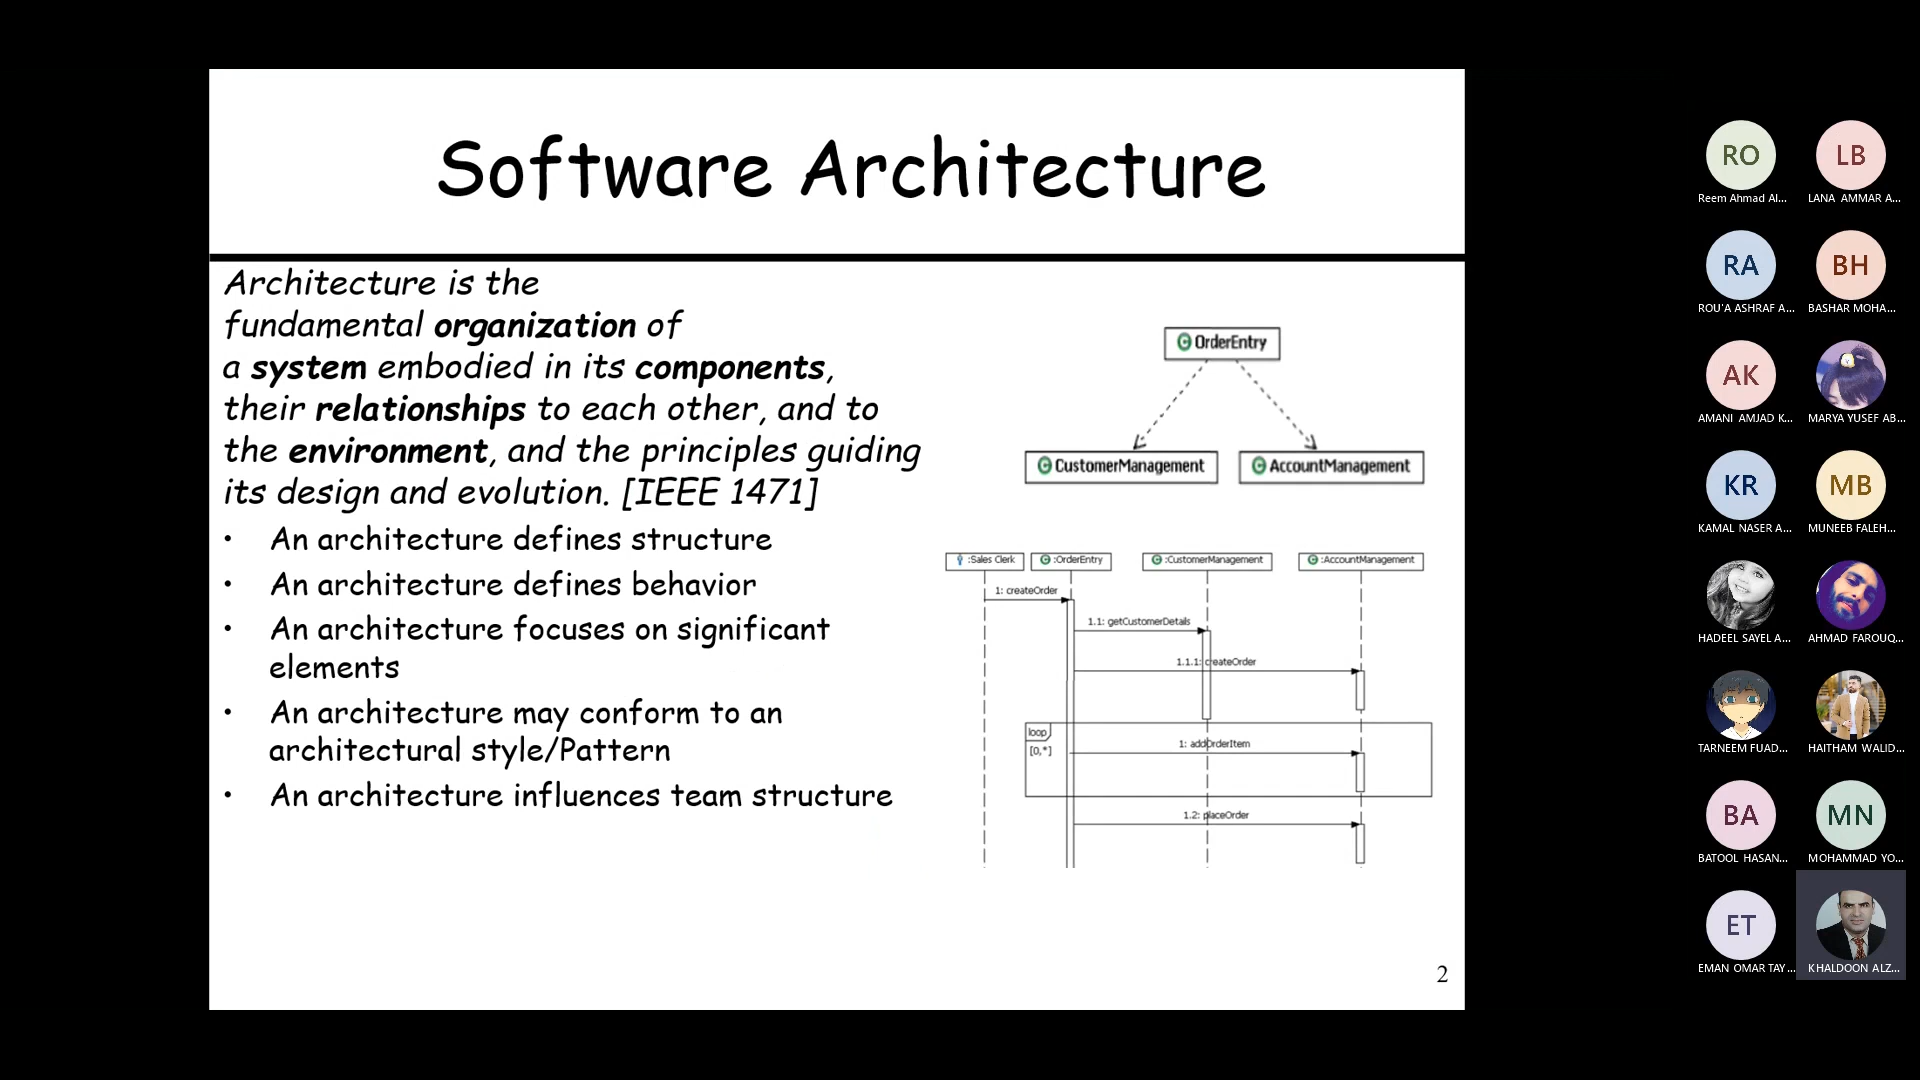 Software Architecture
Architecture is the
fundamental organization of
a system embodied in its components,
their relationships to each other, and to
the environment, and the principles guiding
its design and evolution. [IEEE 1471]
• An architecture defines structure
• An architecture defines behavior
• An architecture focuses on significant
elements
• An architecture may conform to an
architectural style/Pattern
• An architecture influences team structure
C OrderEntry
C CustomerManagement
C AccountManagement
:Sales Clerk
C :OrderEntry
C :CustomerManagement
C :AccountManagement
1: createOrder
1.1: getCustomerDetails
1.1.1: createOrder
loop
[0,*]
1: addOrderItem
1.2: placeOrder
2
RO
Reem Ahmad Al...
LB
LANA AMMAR A...
RA
ROU'A ASHRAF A...
BH
BASHAR MOHA...
AK
AMANI AMJAD K...
MARYA YUSEF AB...
KR
KAMAL NASER A...
MB
MUNEEB FALEH...
HADEEL SAYEL A...
AHMAD FAROUQ...
TARNEEM FUAD...
HAITHAM WALID...
BA
BATOOL HASAN...
MN
MOHAMMAD YO...
ET
EMAN OMAR TAY...
KHALDOON ALZ...